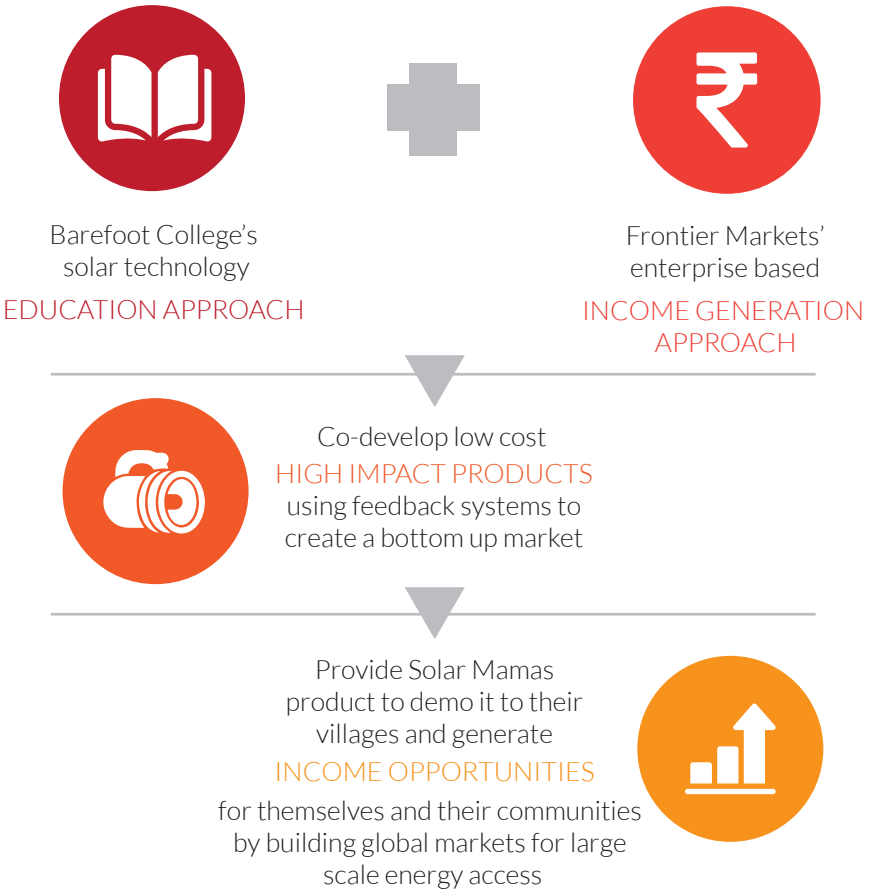 Barefoot College’s
solar technology
EDUCATION APPROACH
₹
Frontier Markets’
enterprise based
INCOME GENERATION
APPROACH
Co-develop low cost
HIGH IMPACT PRODUCTS
using feedback systems to
create a bottom up market
Provide Solar Mamas
product to demo it to their
villages and generate
INCOME OPPORTUNITIES
for themselves and their communities
by building global markets for large
scale energy access